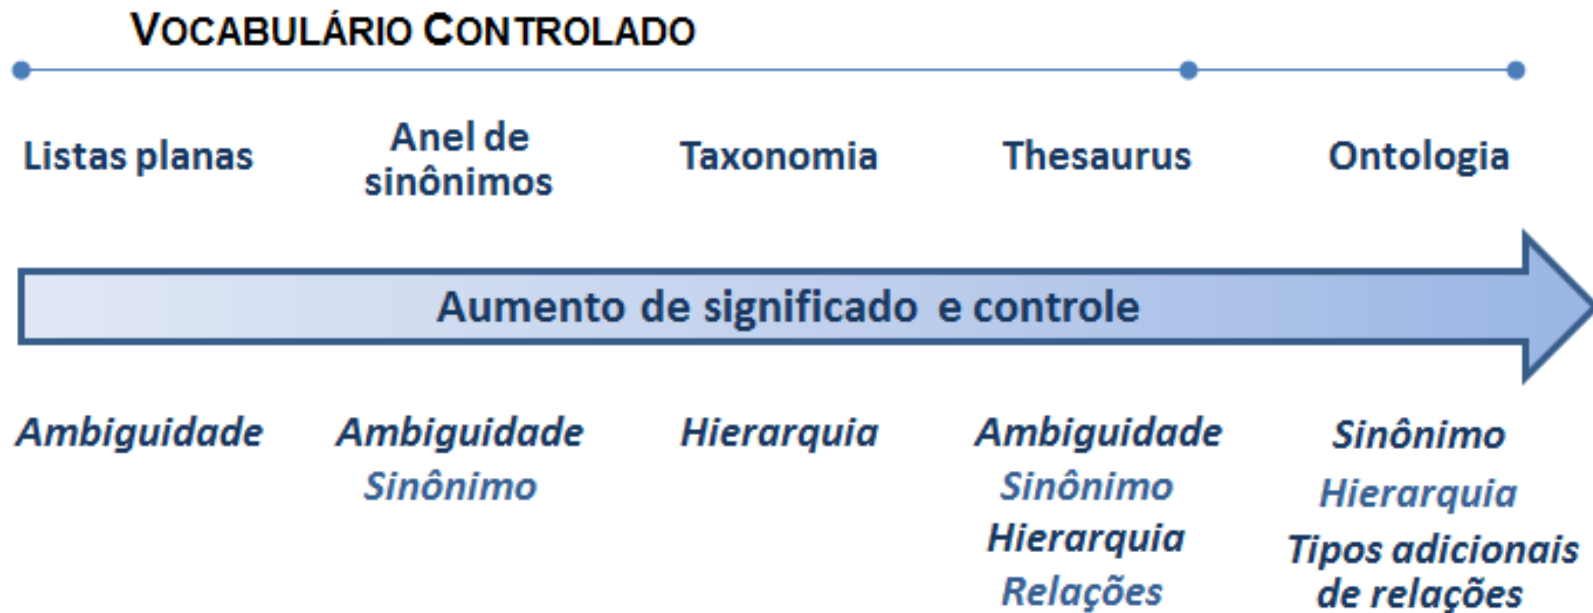 VOCABULÁRIO CONTROLADO
Listas planas
Anel de
sinônimos
Taxonomia
Thesaurus
Ontologia
Aumento de significado e controle
Ambiguidade
Ambiguidade
Sinônimo
Hierarquia
Ambiguidade
Sinônimo
Hierarquia
Relações
Sinônimo
Hierarquia
Tipos adicionais
de relações